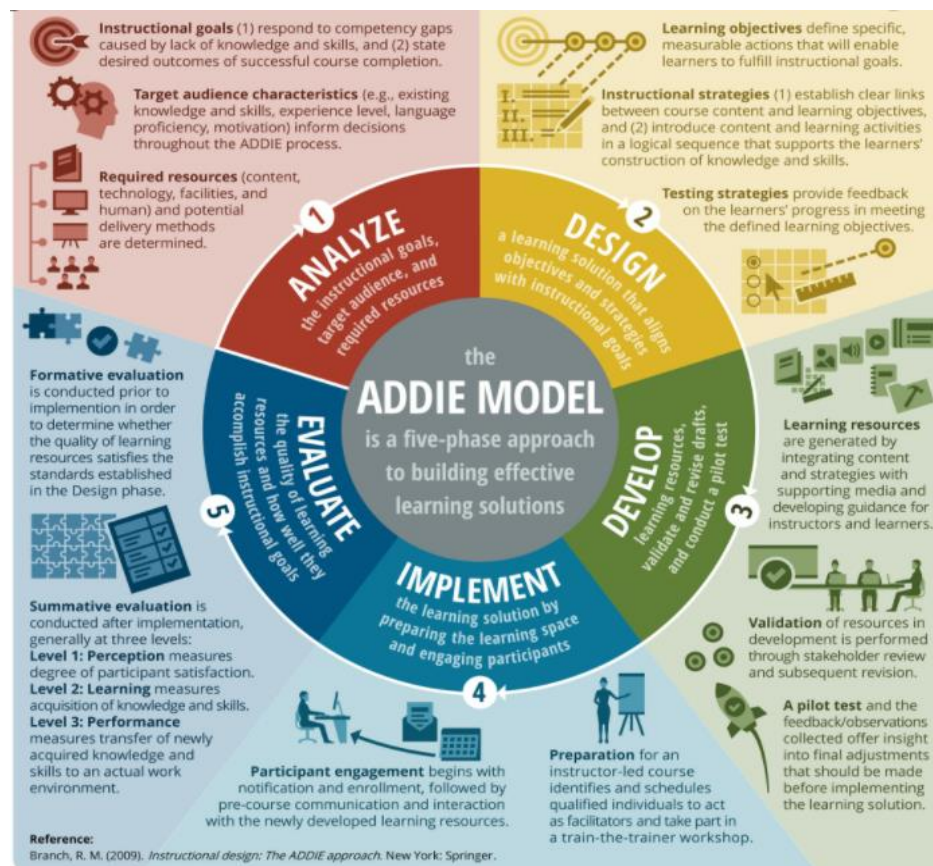 Instructional goals (1) respond to competency gaps
caused by lack of knowledge and skills, and (2) state
desired outcomes of successful course completion.
Target audience characteristics (e.g., existing
knowledge and skills, experience level, language
proficiency, motivation) inform decisions
throughout the ADDIE process.
Required resources (content,
technology, facilities, and
human) and potential
delivery methods
are determined.
1
ANALYZE
the instructional goals,
target audience, and
required resources
Learning objectives define specific,
measurable actions that will enable
learners to fulfill instructional goals.
I.
II.
III.
Instructional strategies (1) establish clear links
between course content and learning objectives,
and (2) introduce content and learning activities
in a logical sequence that supports the learners'
construction of knowledge and skills.
Testing strategies provide feedback
on the learners' progress in meeting
the defined learning objectives.
2
DESIGN
a learning solution that aligns
objectives and strategies
with instructional goals
the
ADDIE MODEL
is a five-phase approach
to building effective
learning solutions
3
DEVELOP
learning resources,
validate and revise drafts,
and conduct a pilot test
Learning resources
are generated by
integrating content
and strategies with
supporting media and
developing guidance for
instructors and learners.
Validation of resources in
development is performed
through stakeholder review
and subsequent revision.
A pilot test and the
feedback/observations
collected offer insight
into final adjustments
that should be made
before implementing
the learning solution.
IMPLEMENT
the learning solution by
preparing the learning space
and engaging participants
4
Participant engagement begins with
notification and enrollment, followed by
pre-course communication and interaction
with the newly developed learning resources.
Preparation for an
instructor-led course
identifies and schedules
qualified individuals to act
as facilitators and take part in
a train-the-trainer workshop.
5
EVALUATE
the quality of learning
resources and how well they
accomplish instructional goals
Formative evaluation
is conducted prior to
implemention in order
to determine whether
the quality of learning
resources satisfies the
standards established
in the Design phase.
Summative evaluation is
conducted after implementation,
generally at three levels:
Level 1: Perception measures
degree of participant satisfaction.
Level 2: Learning measures
acquisition of knowledge and skills.
Level 3: Performance
measures transfer of newly
acquired knowledge and
skills to an actual work
environment.
Reference:
Branch, R. M. (2009). Instructional design: The ADDIE approach. New York: Springer.